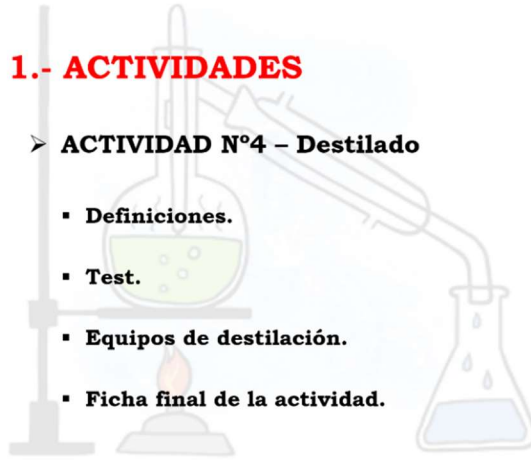 1.- ACTIVIDADES
➢ ACTIVIDAD Nº4 – Destilado
▪ Definiciones.
▪ Test.
▪ Equipos de destilación.
▪ Ficha final de la actividad.